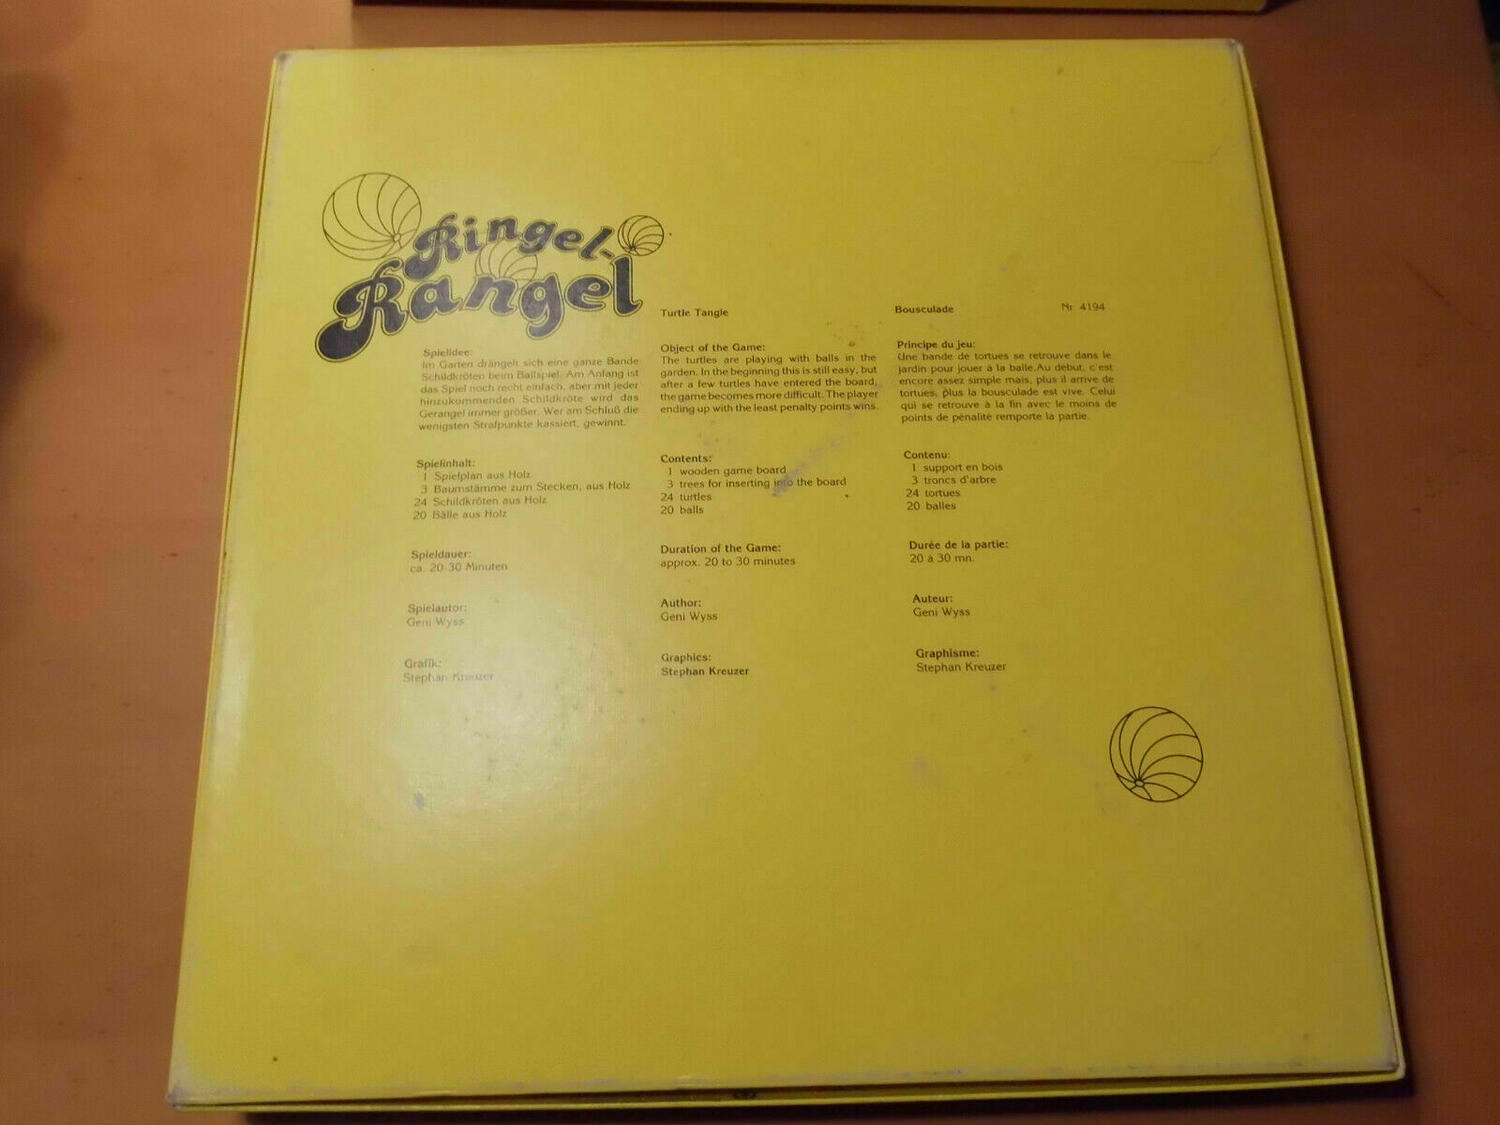 Ringel-
Rangel
Spielidee:
Im Garten drängelt sich eine ganze Bande
Schildkröten beim Ballspiel. Am Anfang ist
das Spiel noch recht einfach, aber mit jeder
hinzukommenden Schildkröte wird das
Gerangel immer größer. Wer am Schluß die
wenigsten Strafpunkte kassiert, gewinnt.
Spielinhalt:
1 Spielplan aus Holz
3 Baumstämme zum Stecken, aus Holz
24 Schildkröten aus Holz
20 Bälle aus Holz
Spieldauer:
ca. 20-30 Minuten
Spielautor:
Geni Wyss
Grafik:
Stephan Kreuzer
Turtle Tangle
Object of the Game:
The turtles are playing with balls in the
garden. In the beginning this is still easy, but
after a few turtles have entered the board,
the game becomes more difficult. The player
ending up with the least penalty points wins.
Contents:
1 wooden game board
3 trees for inserting into the board
24 turtles
20 balls
Duration of the Game:
approx. 20 to 30 minutes
Author:
Geni Wyss
Graphics:
Stephan Kreuzer
Bousculade
Nr 4194
Principe du jeu:
Une bande de tortues se retrouve dans le
jardin pour jouer à la balle.Au début, c'est
encore assez simple mais, plus il arrive de
tortues, plus la bousculade est vive. Celui
qui se retrouve à la fin avec le moins de
points de pénalité remporte la partie.
Contenu:
1 support en bois
3 troncs d'arbre
24 tortues
20 balles
Durée de la partie:
20 à 30 mn.
Auteur:
Geni Wyss
Graphisme:
Stephan Kreuzer